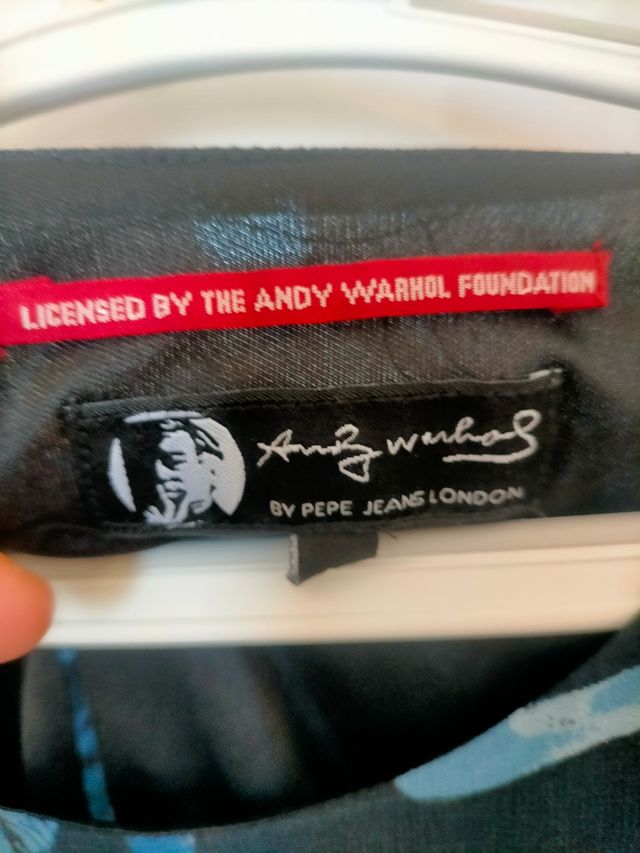 LICENSED BY THE ANDY WARHOL FOUNDATION
Andy Warhol
BY PEPE JEANS LONDON